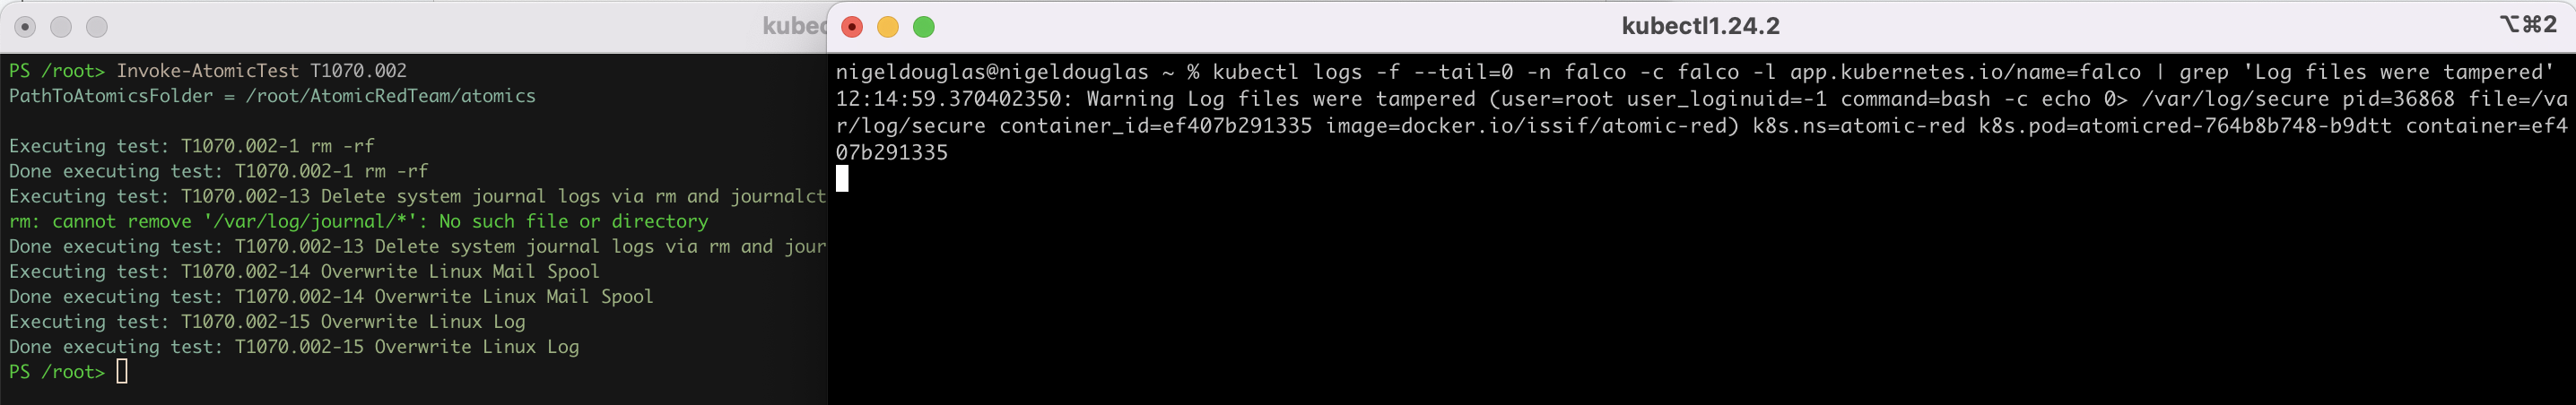 kubec
PS /root> Invoke-AtomicTest T1070.002
PathToAtomicsFolder = /root/AtomicRedTeam/atomics
Executing test: T1070.002-1 rm -rf
Done executing test: T1070.002-1 rm -rf
Executing test: T1070.002-13 Delete system journal logs via rm and journalct
rm: cannot remove '/var/log/journal/*': No such file or directory
Done executing test: T1070.002-13 Delete system journal logs via rm and jour
Executing test: T1070.002-14 Overwrite Linux Mail Spool
Done executing test: T1070.002-14 Overwrite Linux Mail Spool
Executing test: T1070.002-15 Overwrite Linux Log
Done executing test: T1070.002-15 Overwrite Linux Log
PS /root>
kubectl1.24.2
⌥⌘2
nigeldouglas@nigeldouglas ~ % kubectl logs -f --tail=0 -n falco -c falco -l app.kubernetes.io/name=falco | grep 'Log files were tampered'
12:14:59.370402350: Warning Log files were tampered (user=root user_loginuid=-1 command=bash -c echo 0> /var/log/secure pid=36868 file=/va
r/log/secure container_id=ef407b291335 image=docker.io/issif/atomic-red) k8s.ns=atomic-red k8s.pod=atomicred-764b8b748-b9dtt container=ef4
07b291335